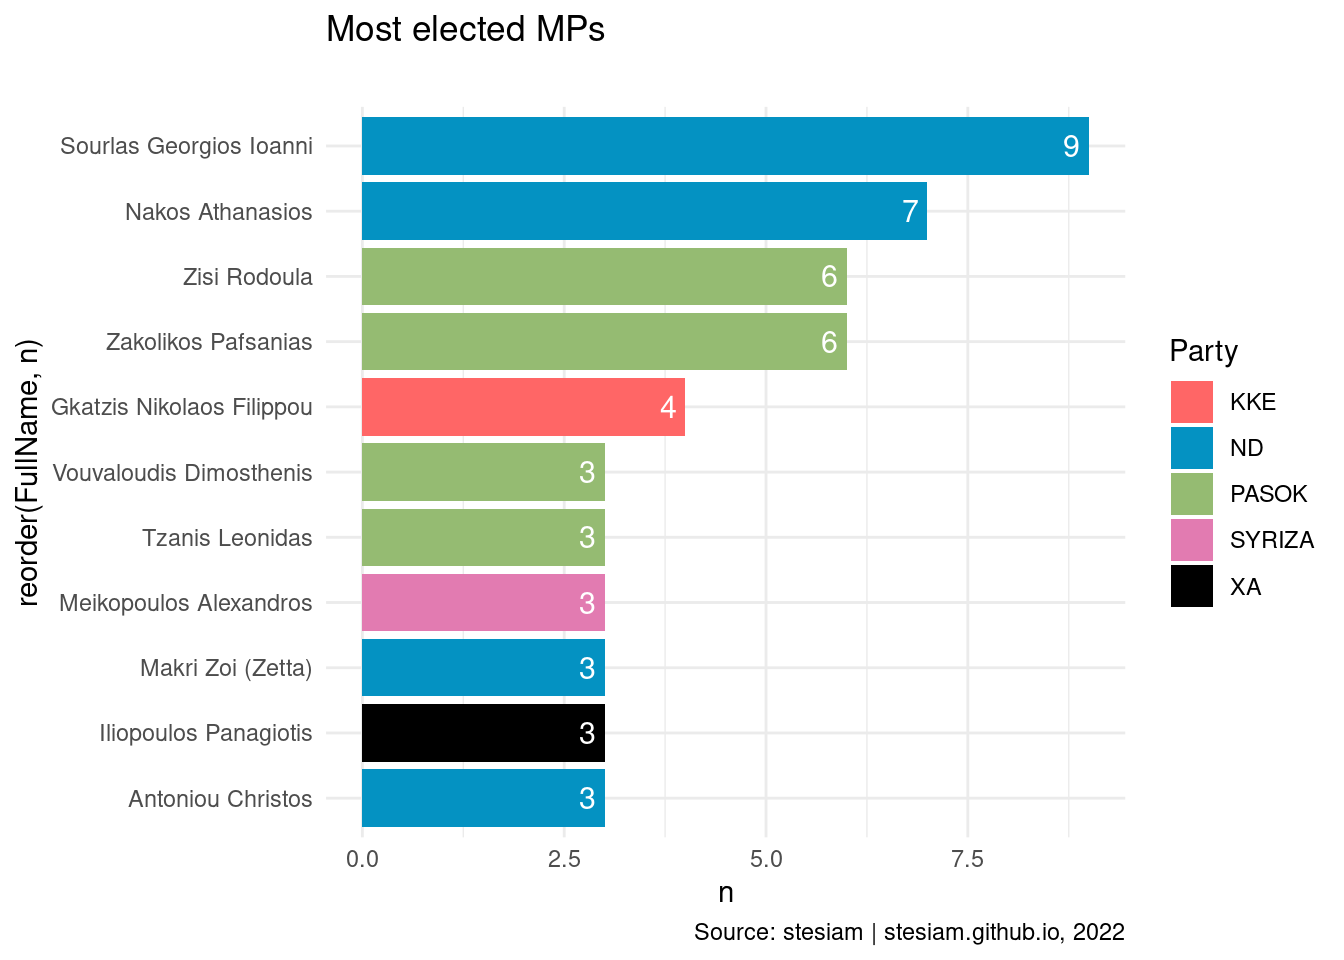 Most elected MPs
reorder(FullName, n)
Sourlas Georgios Ioanni
9
Nakos Athanasios
7
Zisi Rodoula
6
Zakolikos Pafsanias
6
Gkatzis Nikolaos Filippou
4
Vouvaloudis Dimosthenis
3
Tzanis Leonidas
3
Meikopoulos Alexandros
3
Makri Zoi (Zetta)
3
Iliopoulos Panagiotis
3
Antoniou Christos
3
0.0 2.5 5.0 7.5
n
Party
KKE
ND
PASOK
SYRIZA
XA
Source: stesiam | stesiam.github.io, 2022